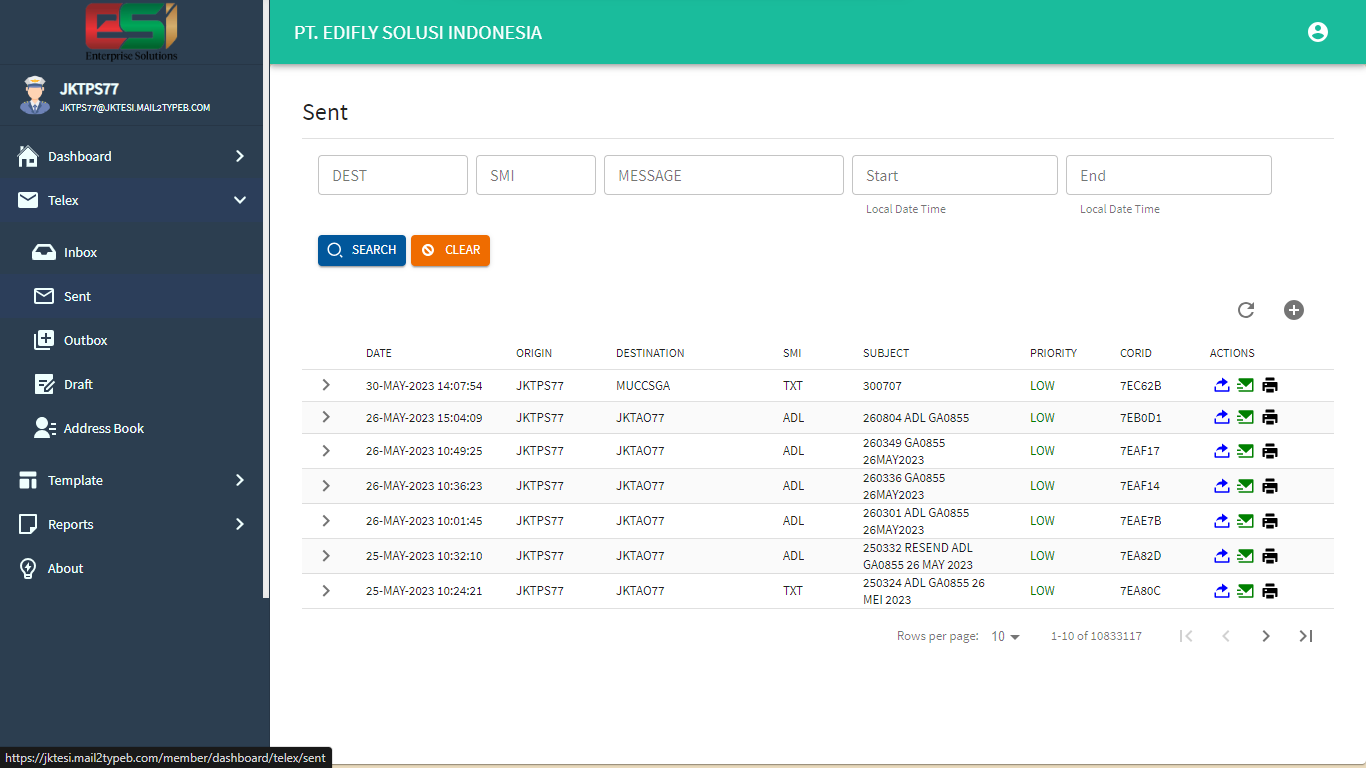 ESi
Enterprise Solutions
PT. EDIFLY SOLUSI INDONESIA
JKTPS77
JKTPS77@JKTESI.MAIL2TYPEB.COM
Dashboard
Telex
Inbox
Sent
Outbox
Draft
Address Book
Template
Reports
About
Sent
DEST SMI MESSAGE Start End
Local Date Time Local Date Time
SEARCH CLEAR
DATE ORIGIN DESTINATION SMI SUBJECT PRIORITY CORID ACTIONS
30-MAY-2023 14:07:54 JKTPS77 MUCCSGA TXT 300707 LOW 7EC62B
26-MAY-2023 15:04:09 JKTPS77 JKTAO77 ADL 260804 ADL GA0855 LOW 7EB0D1
26-MAY-2023 10:49:25 JKTPS77 JKTAO77 ADL 260349 GA0855 LOW 7EAF17
26MAY2023
26-MAY-2023 10:36:23 JKTPS77 JKTAO77 ADL 260336 GA0855 LOW 7EAF14
26MAY2023
26-MAY-2023 10:01:45 JKTPS77 JKTAO77 ADL 260301 ADL GA0855 LOW 7EAE7B
26MAY2023
25-MAY-2023 10:32:10 JKTPS77 JKTAO77 ADL 250332 RESEND ADL LOW 7EA82D
GA0855 26 MAY 2023
25-MAY-2023 10:24:21 JKTPS77 JKTAO77 TXT 250324 ADL GA0855 26 LOW 7EA80C
MEI 2023
Rows per page: 10 1-10 of 10833117
https://jktesi.mail2typeb.com/member/dashboard/telex/sent